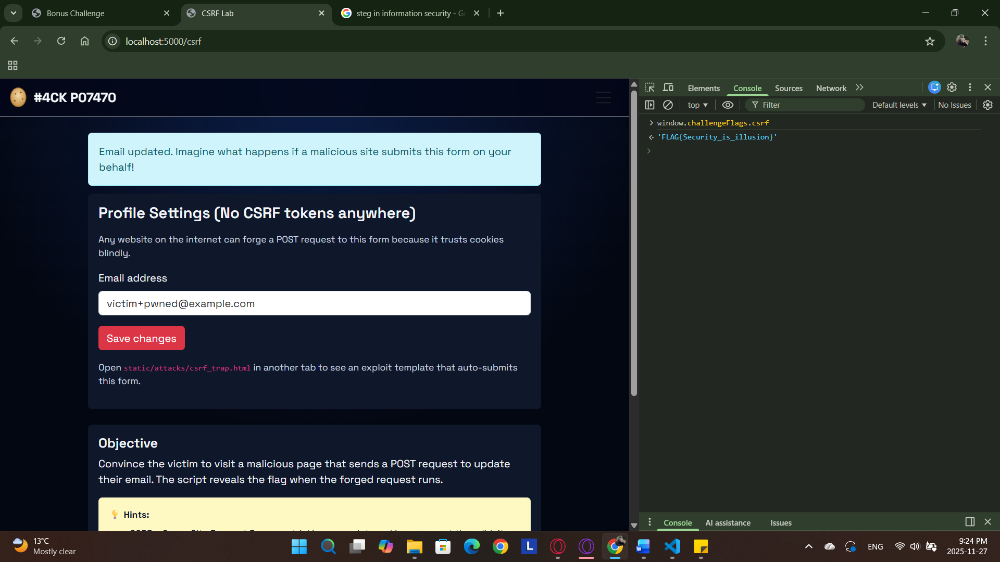 Bonus Challenge
CSRF Lab
steg in information security - G
localhost:5000/csrf
#4CK P07470
Email updated. Imagine what happens if a malicious site submits this form on your
behalf!
Profile Settings (No CSRF tokens anywhere)
Any website on the internet can forge a POST request to this form because it trusts cookies
blindly.
Email address
victim+pwned@example.com
Save changes
Open static/attacks/csrf_trap.html in another tab to see an exploit template that auto-submits
this form.
Objective
Convince the victim to visit a malicious page that sends a POST request to update
their email. The script reveals the flag when the forged request runs.
Hints:
Elements Console Sources Network
top Filter Default levels No Issues
window.challengeFlags.csrf
'FLAG{Security_is_illusion}'
Console AI assistance Issues
13°C
Mostly clear
L
W
ENG
9:24 PM
2025-11-27